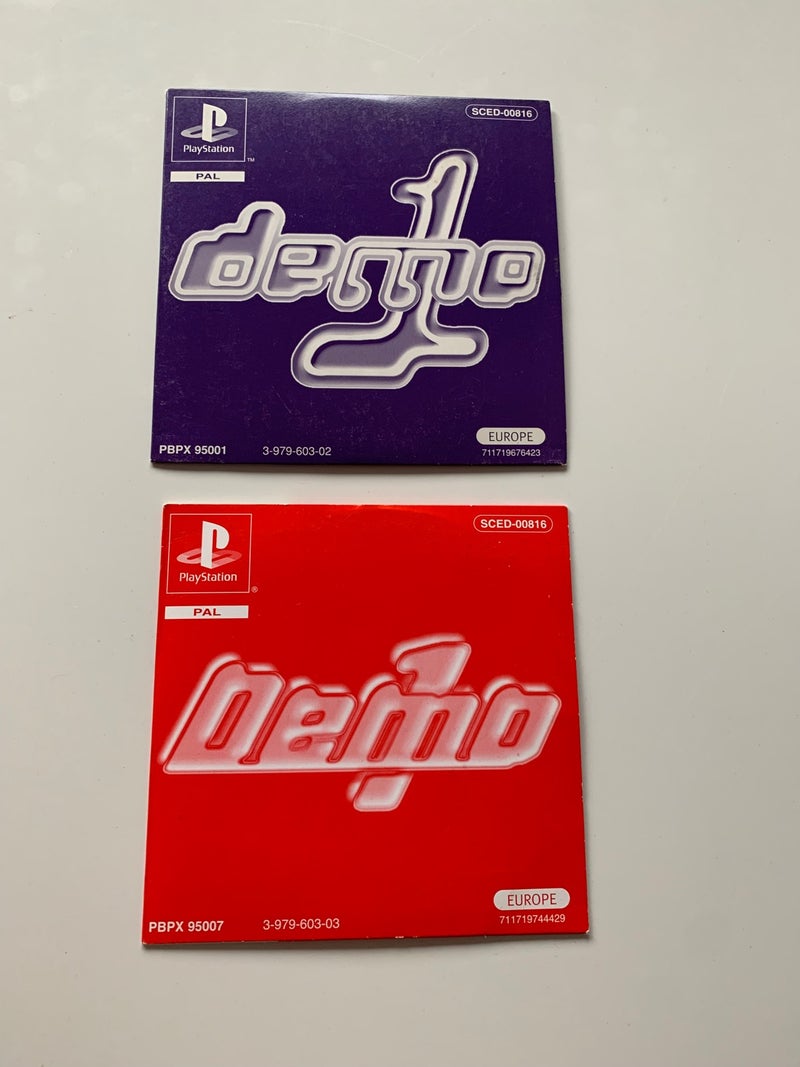 PlayStation
TM
SCED-00816
PAL
demo
1
EUROPE
PBPX 95001 3-979-603-02 711719676423
PlayStation
®
SCED-00816
PAL
Demo
1
EUROPE
PBPX 95007 3-979-603-03 711719744429